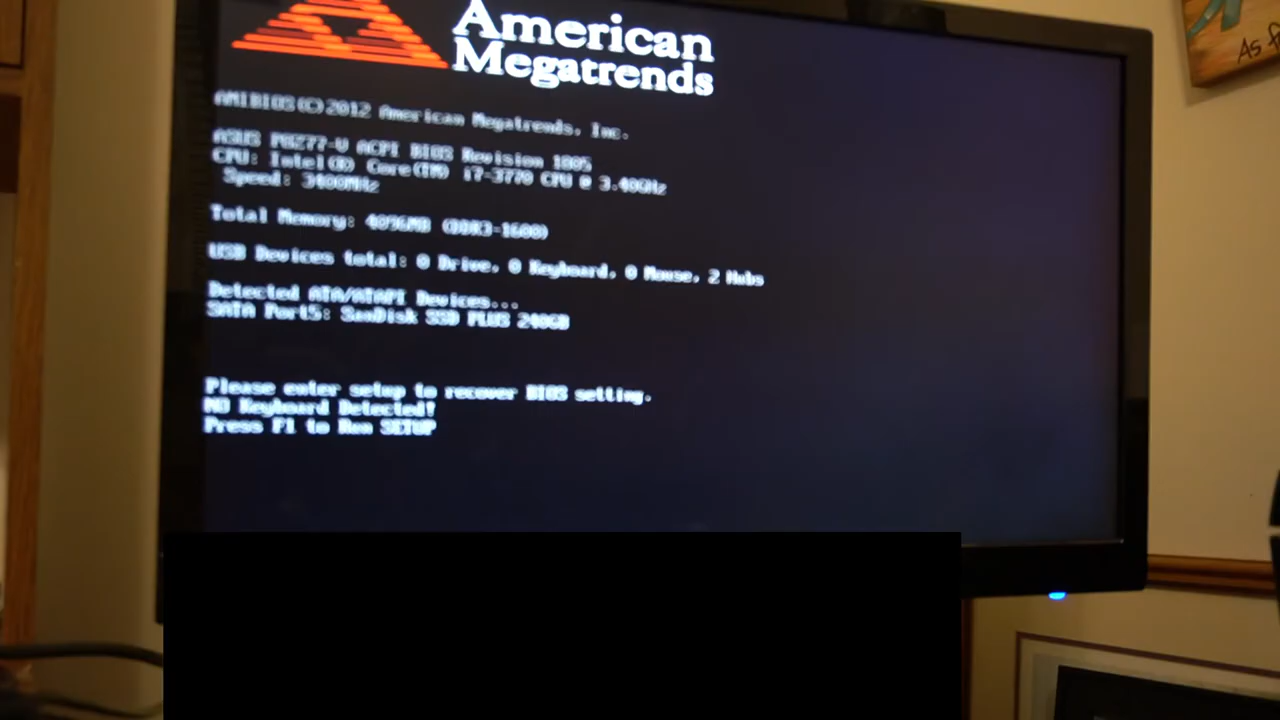 American
Megatrends
AMIBIOS(C)2012 American Megatrends, Inc.
ASUS P8Z77-V ACPI BIOS Revision 1805
CPU: Intel(R) Core(TM) i7-3770 CPU @ 3.40GHz
Speed: 3400MHz
Total Memory: 4096MB (DDR3-1600)
USB Devices total: 0 Drive, 0 Keyboard, 0 Mouse, 2 Hubs
Detected ATA/ATAPI Devices...
SATA Port5: SanDisk SSD PLUS 240GB
Please enter setup to recover BIOS setting.
NO Keyboard Detected!
Press F1 to Run SETUP
As f